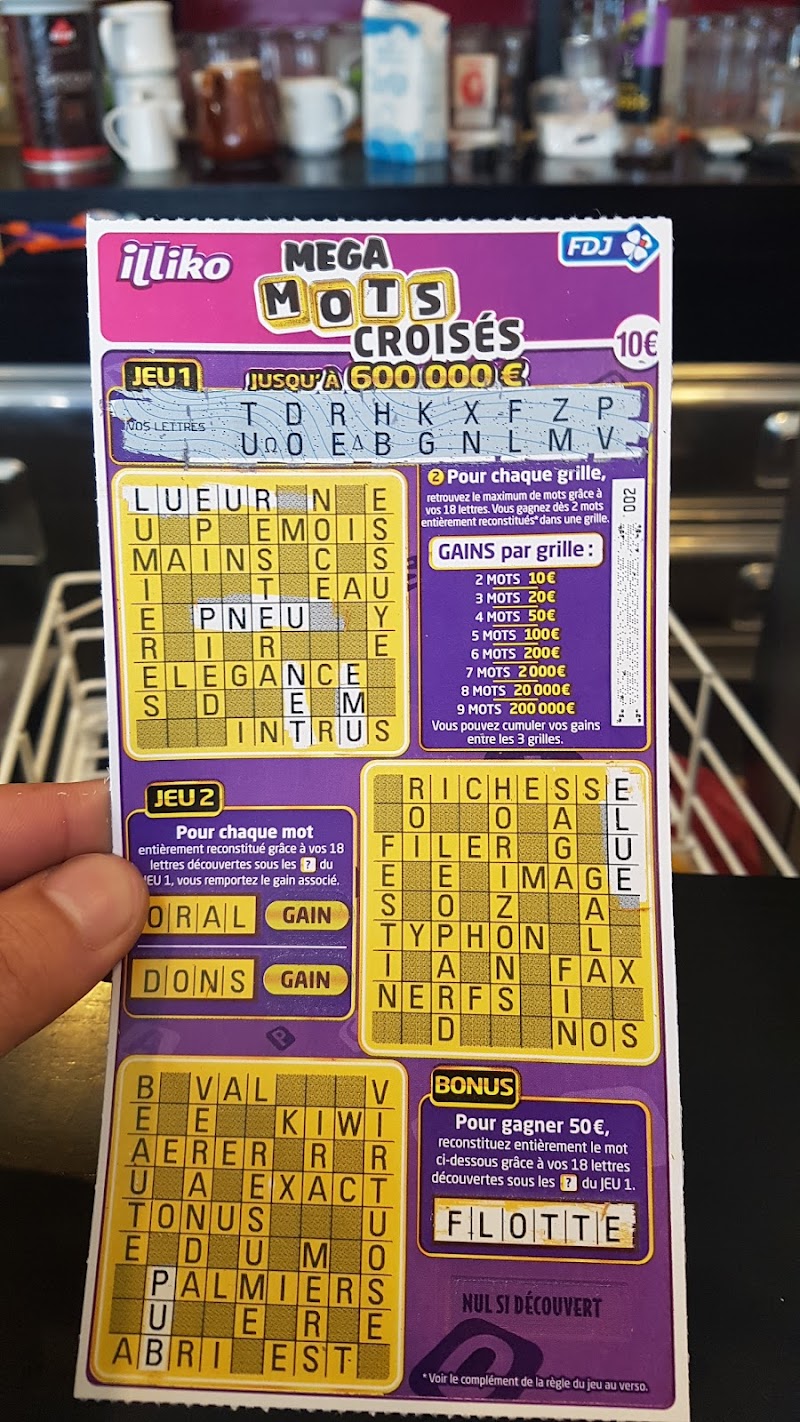 illiko
MEGA
MOTS
CROISÉS
FDJ
10€
JEU 1
JUSQU'À 600 000 €
VOS LETTRES
T D R H K X F Z P
U O E B G N L M V
LUEUR N E
U P E MOIS
MAINS C S
I T EAU
E PNEU Y
R I R E
ELEGANCE
S D E M
INTRUS
2 Pour chaque grille,
retrouvez le maximum de mots grâce à
vos 18 lettres. Vous gagnez dès 2 mots
entièrement reconstitués* dans une grille.
GAINS par grille :
2 MOTS 10€
3 MOTS 20€
4 MOTS 50€
5 MOTS 100€
6 MOTS 200€
7 MOTS 2 000€
8 MOTS 20 000€
9 MOTS 200 000€
Vous pouvez cumuler vos gains
entre les 3 grilles.
002
JEU 2
Pour chaque mot
entièrement reconstitué grâce à vos 18
lettres découvertes sous les ? du
JEU 1, vous remportez le gain associé.
ORAL GAIN
DONS GAIN
RICHESSE
O O A L
FILER G U
E E IMAGE
S O Z A
TYPHON L
I A N FAX
NERFS I
D NOS
B VAL V
E E KIWI
AERER R R
U A EXACT
TONUS U
E D U M O
PALMIERS
U E R E
ABRI EST
BONUS
Pour gagner 50€,
reconstituez entièrement le mot
ci-dessous grâce à vos 18 lettres
découvertes sous les ? du JEU 1.
FLOTTE
NUL SI DÉCOUVERT
* Voir le complément de la règle du jeu au verso.